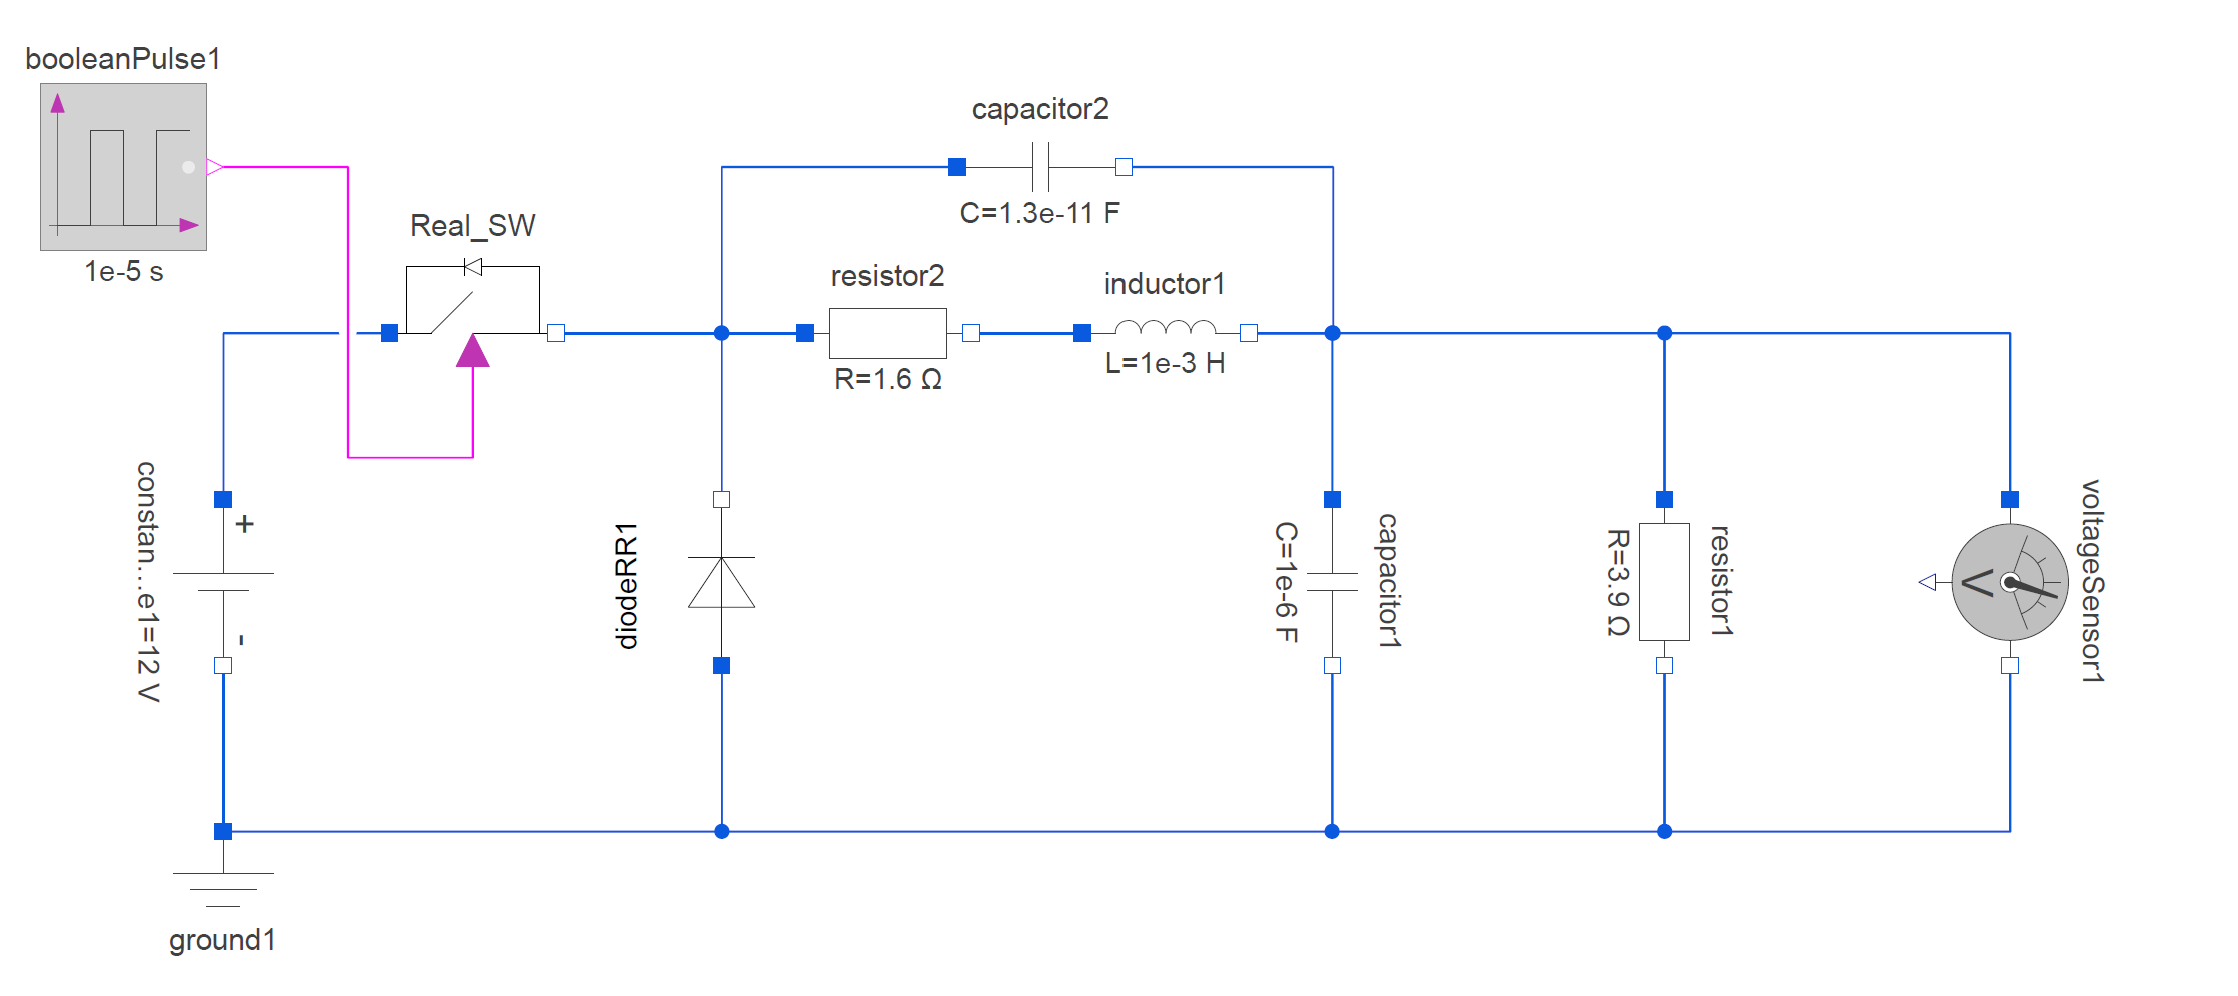 booleanPulse1
1e-5 s
Real_SW
capacitor2
C=1.3e-11 F
resistor2
R=1.6 Ω
inductor1
L=1e-3 H
constan...e1=12 V
+
-
diodeRR1
C=1e-6 F
capacitor1
R=3.9 Ω
resistor1
V
voltageSensor1
ground1